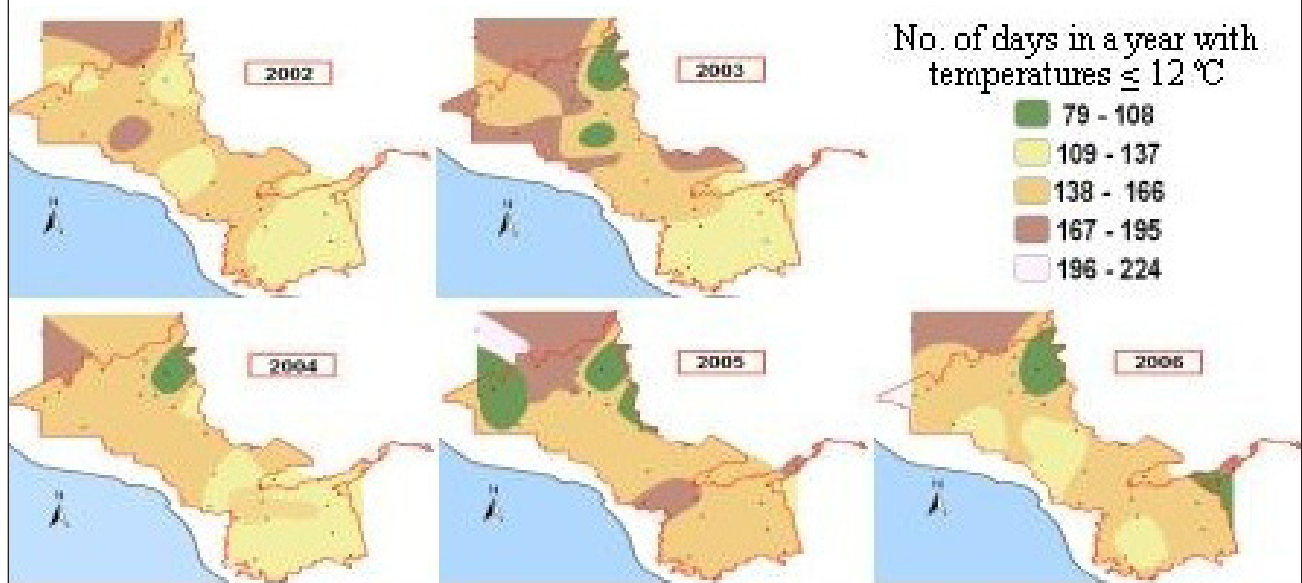 2002
2003
No. of days in a year with
temperatures ≤ 12 °C
79 - 108
109 - 137
138 - 166
167 - 195
196 - 224
2004
2005
2006
N
N
N
N
N